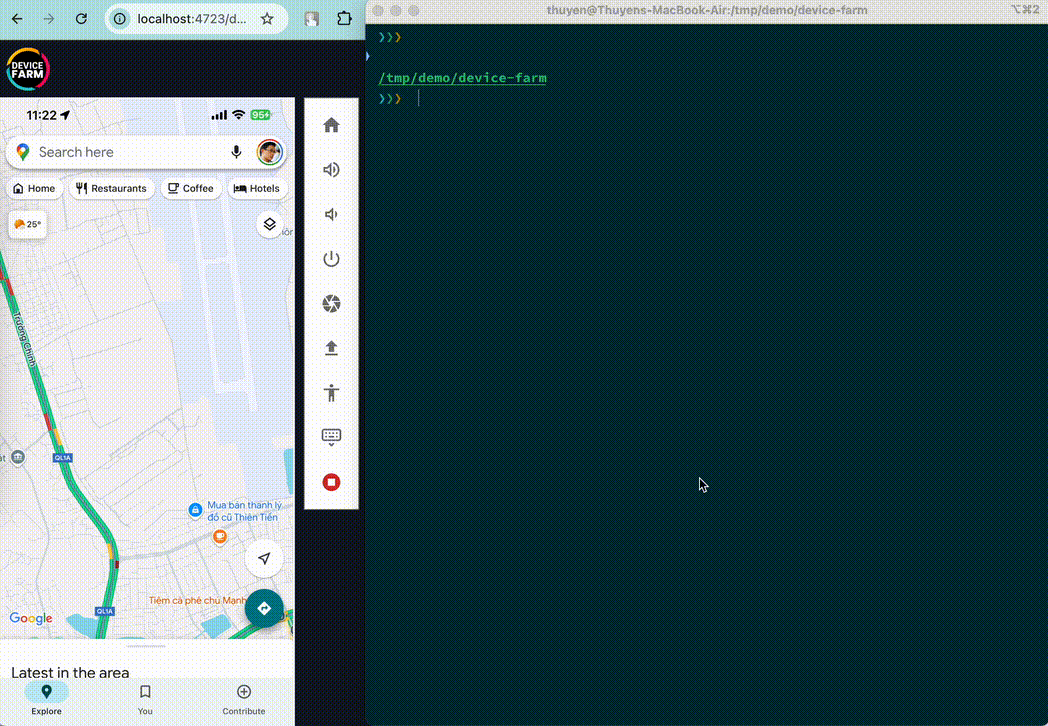 localhost:4723/d...
thuyen@Thuyens-MacBook-Air:/tmp/demo/device-farm
⌥⌘2
❯❯❯
/tmp/demo/device-farm
❯❯❯
DEVICE
FARM
11:22
95
Search here
Home
Restaurants
Coffee
Hotels
25°
Trường Chinh
QL1A
Mua bán thanh lý
đồ cũ Thiên Tiến
Tiệm cà phê chú Mạnh
QL1A
Google
Latest in the area
Explore
You
Contribute